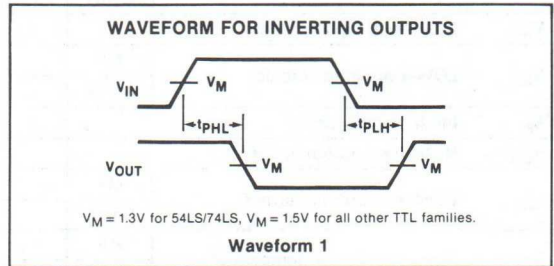 WAVEFORM FOR INVERTING OUTPUTS
VIN
VM
VM
tPHL
tPLH
VOUT
VM
VM
VM = 1.3V for 54LS/74LS, VM = 1.5V for all other TTL families.
Waveform 1